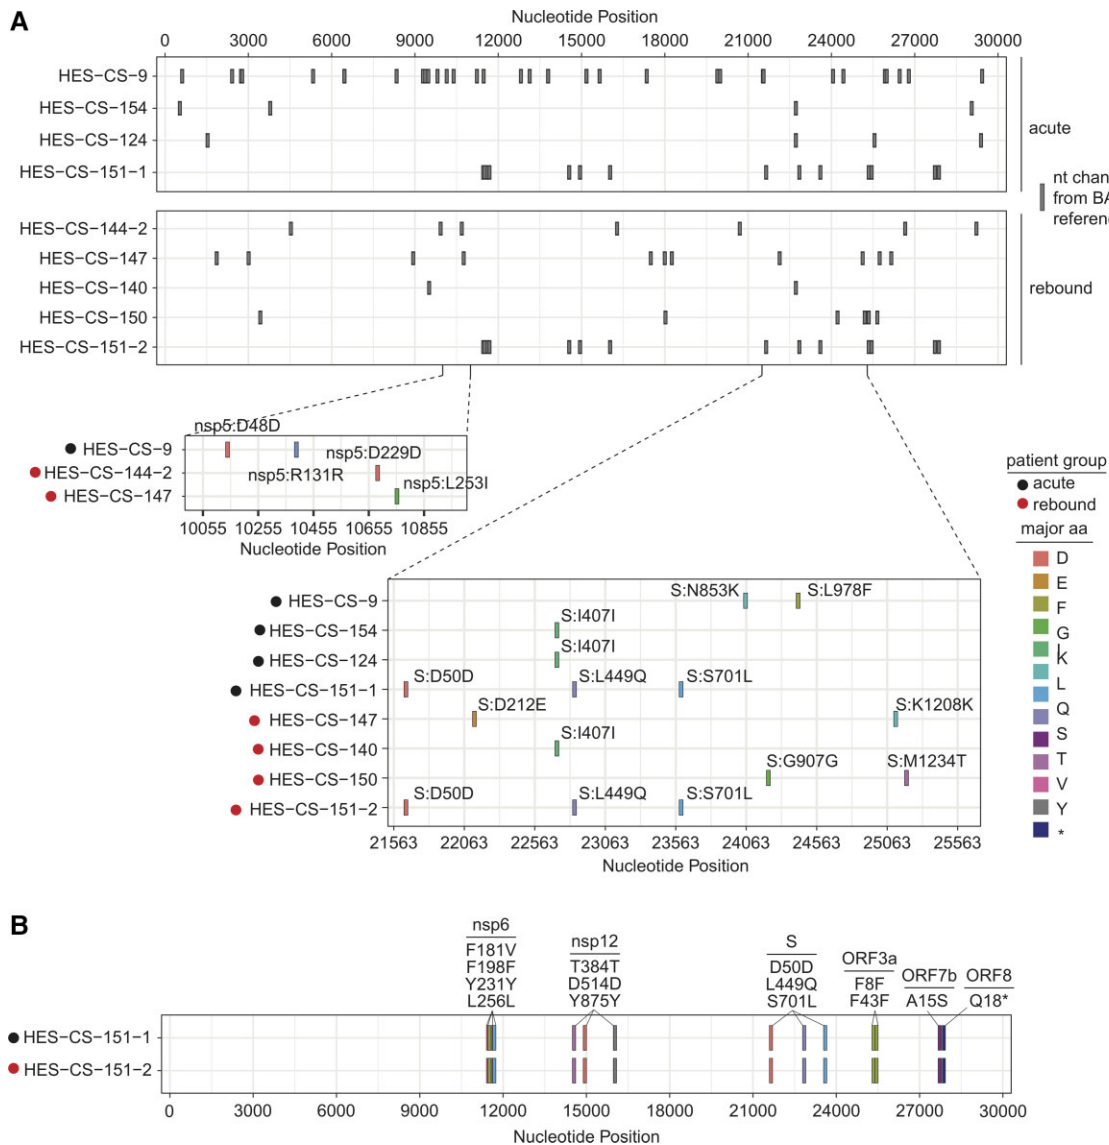 A
Nucleotide Position
0 3000 6000 9000 12000 15000 18000 21000 24000 27000 30000
HES-CS-9
HES-CS-154
HES-CS-124
HES-CS-151-1
acute
nt chan
from BA
referen
HES-CS-144-2
HES-CS-147
HES-CS-140
HES-CS-150
HES-CS-151-2
rebound
nsp5:D48D
HES-CS-9
nsp5:D229D
HES-CS-144-2
nsp5:R131R
HES-CS-147
nsp5:L253I
10055 10255 10455 10655 10855
Nucleotide Position
patient group
acute
rebound
major aa
D
E
F
G
I
K
L
Q
S
T
V
Y
*
HES-CS-9 S:N853K S:L978F
HES-CS-154 S:I407I
HES-CS-124 S:I407I
HES-CS-151-1 S:D50D S:L449Q S:S701L
HES-CS-147 S:D212E S:K1208K
HES-CS-140 S:I407I
HES-CS-150 S:G907G S:M1234T
HES-CS-151-2 S:D50D S:L449Q S:S701L
21563 22063 22563 23063 23563 24063 24563 25063 25563
Nucleotide Position
B
nsp6
F181V
F198F
Y231Y
L256L
nsp12
T384T
D514D
Y875Y
S
D50D
L449Q
S701L
ORF3a
F8F
F43F
ORF7b
A15S
ORF8
Q18*
HES-CS-151-1
HES-CS-151-2
0 3000 6000 9000 12000 15000 18000 21000 24000 27000 30000
Nucleotide Position